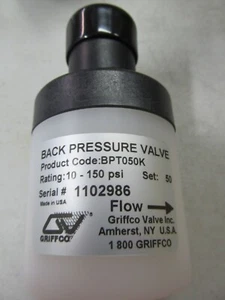 BACK PRESSURE VALVE
Product Code:BPT050K
Rating:10 - 150 psi Set: 50
Serial # 1102986
Made in USA
Flow
GRIFFCO
Griffco Valve Inc.
Amherst, NY U.S.A.
1 800 GRIFFCO